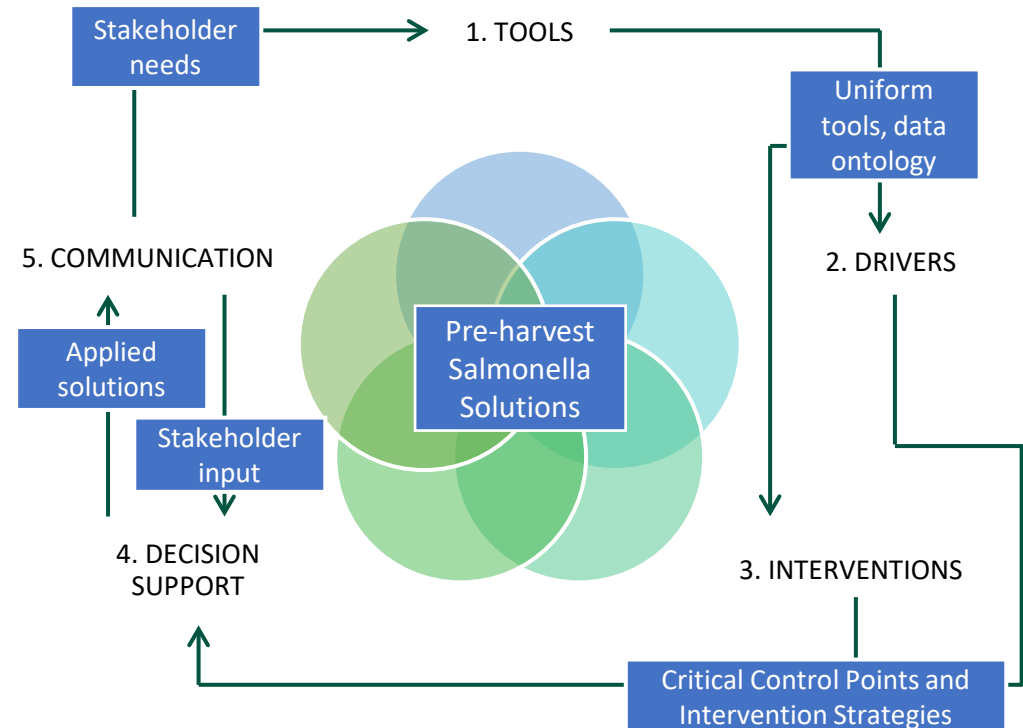 Stakeholder
needs
1. TOOLS
Uniform
tools, data
ontology
5. COMMUNICATION
2. DRIVERS
Pre-harvest
Salmonella
Solutions
Applied
solutions
Stakeholder
input
4. DECISION
SUPPORT
3. INTERVENTIONS
Critical Control Points and
Intervention Strategies